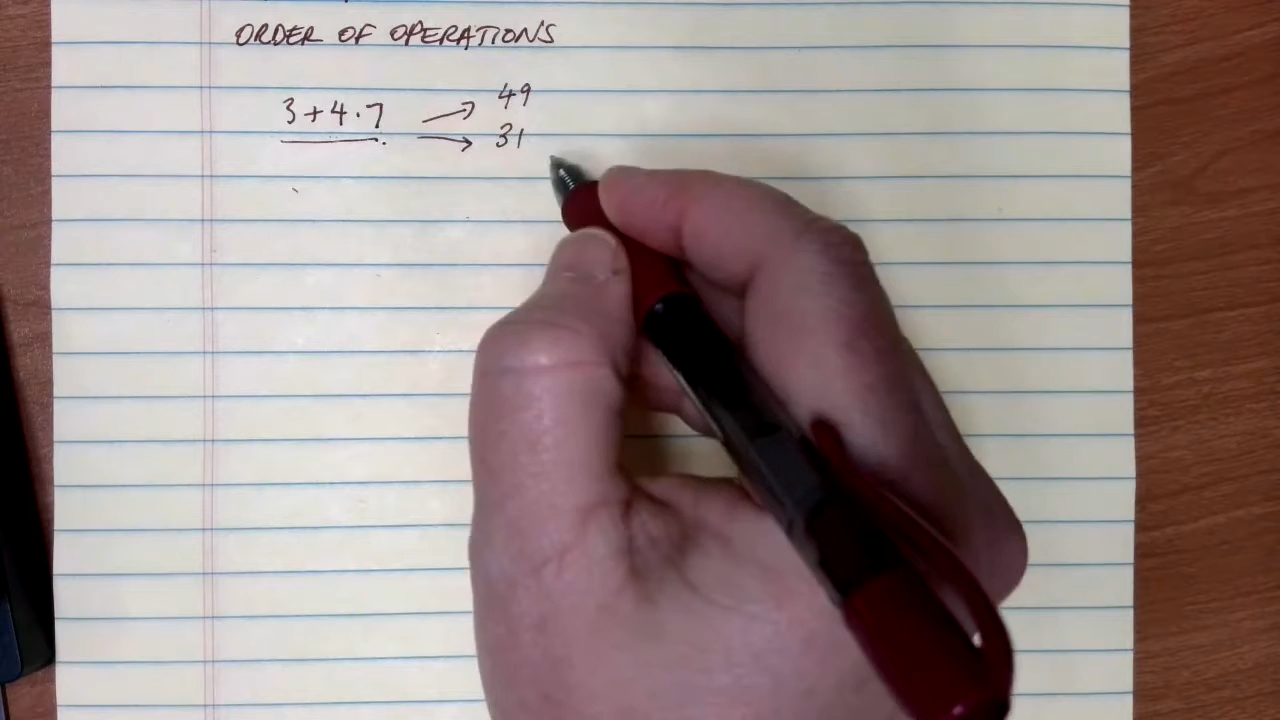 ORDER OF OPERATIONS
3+4·7 → 49
→ 31